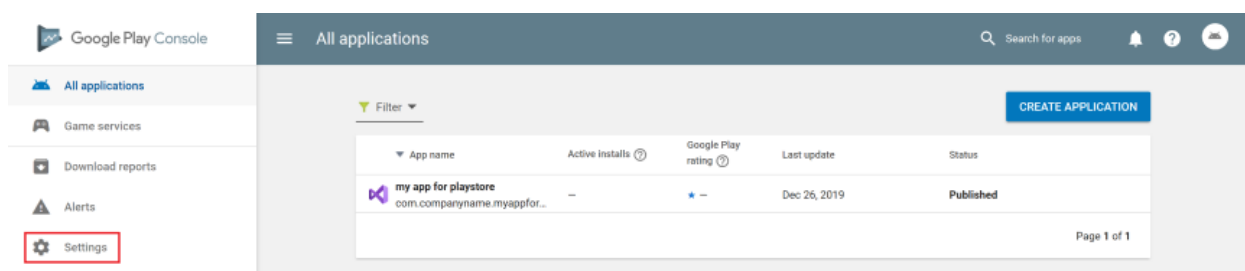 Google Play Console
All applications
Search for apps
All applications
Game services
Download reports
Alerts
Settings
Filter
CREATE APPLICATION
App name
Active installs
Google Play
rating
Last update
Status
my app for playstore
com.companyname.myappfor...
–
–
Dec 26, 2019
Published
Page 1 of 1